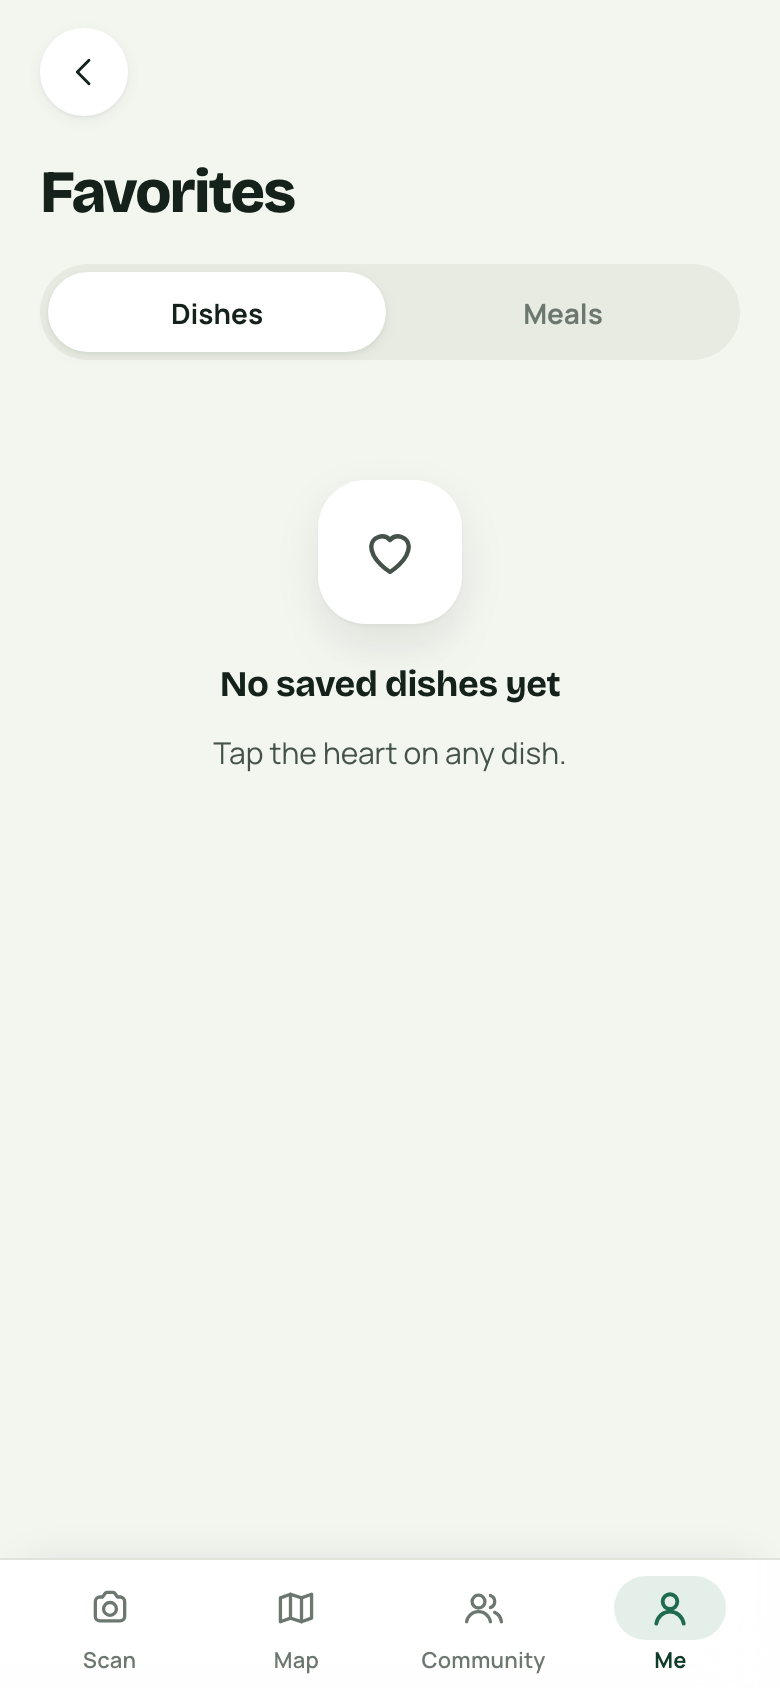 Favorites
Dishes
Meals
No saved dishes yet
Tap the heart on any dish.
Scan
Map
Community
Me